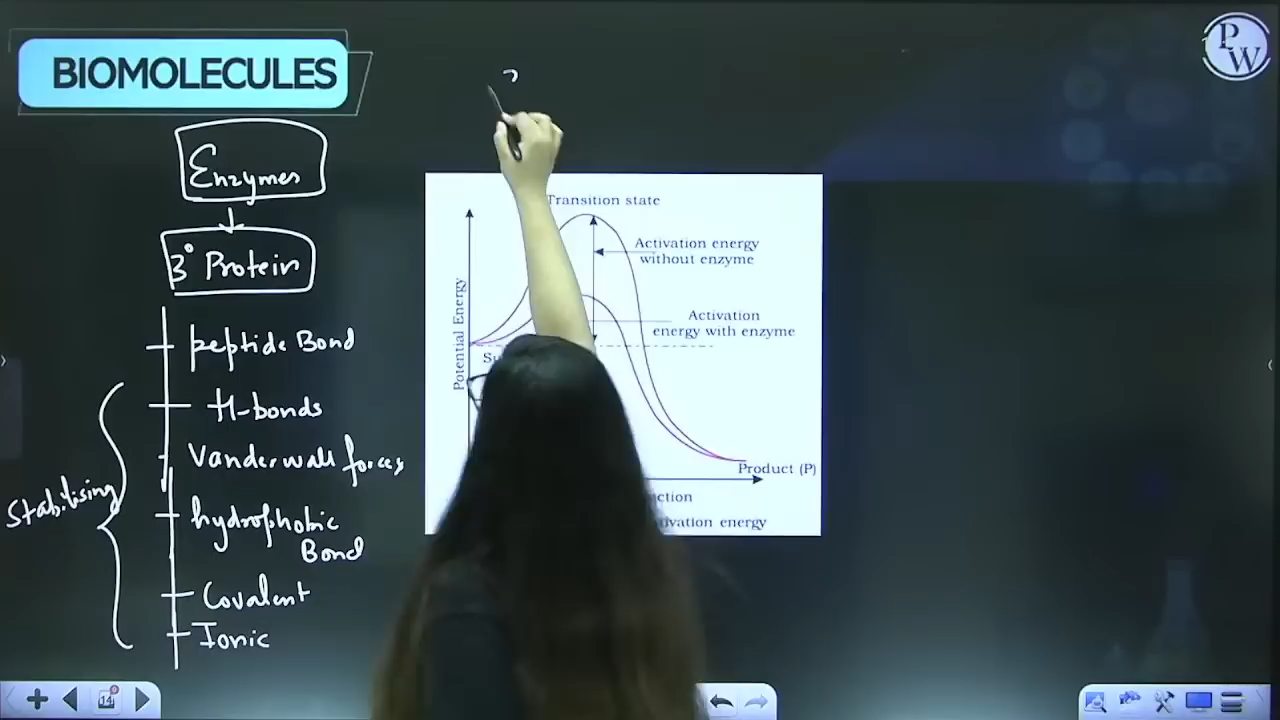 BIOMOLECULES
PW
Enzymes
3° Protein
peptide Bond
H-bonds
Vanderwall forces
hydrophobic
Bond
Covalent
Ionic
Stabilising
Transition state
Activation energy
without enzyme
Activation
energy with enzyme
Potential Energy
Product (P)
14